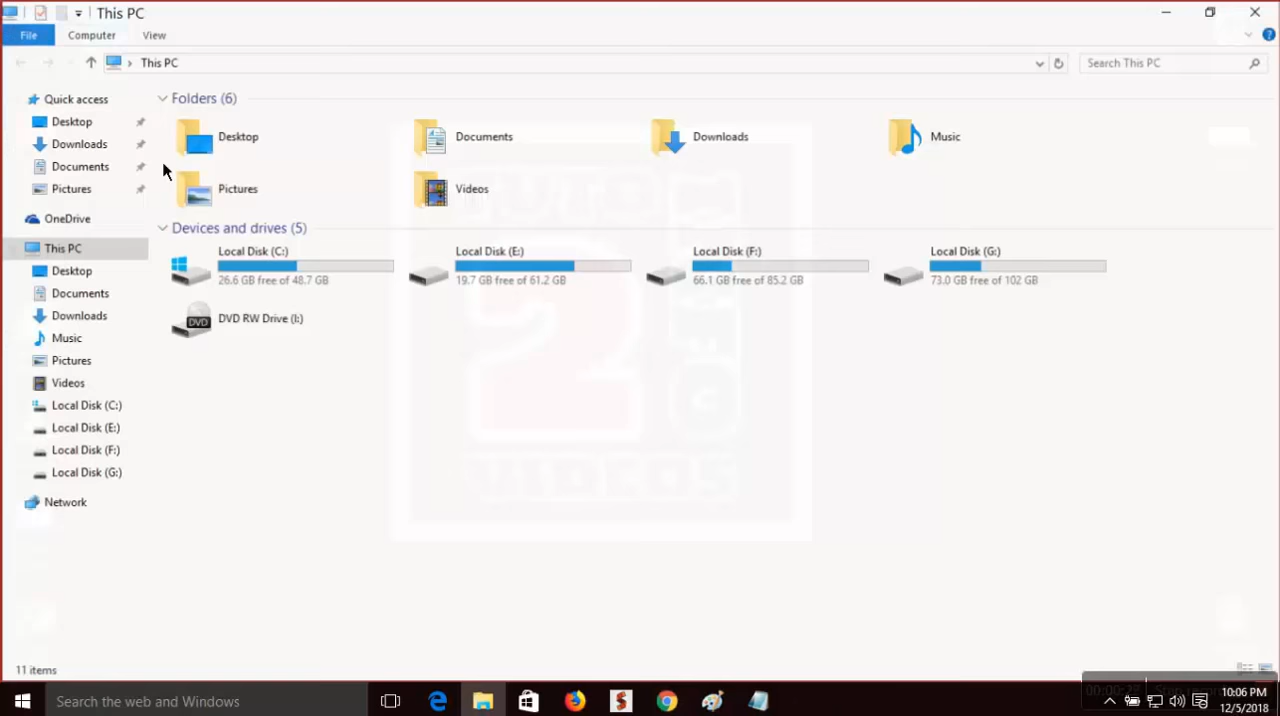 This PC
File Computer View
This PC
Search This PC
Quick access
Desktop
Downloads
Documents
Pictures
OneDrive
This PC
Desktop
Documents
Downloads
Music
Pictures
Videos
Local Disk (C:)
Local Disk (E:)
Local Disk (F:)
Local Disk (G:)
Network
Folders (6)
Desktop
Documents
Downloads
Music
Pictures
Videos
Devices and drives (5)
Local Disk (C:)
26.6 GB free of 48.7 GB
Local Disk (E:)
19.7 GB free of 61.2 GB
Local Disk (F:)
66.1 GB free of 85.2 GB
Local Disk (G:)
73.0 GB free of 102 GB
DVD
DVD RW Drive (I:)
VIDEOS
11 items
Search the web and Windows
10:06 PM
12/5/2018